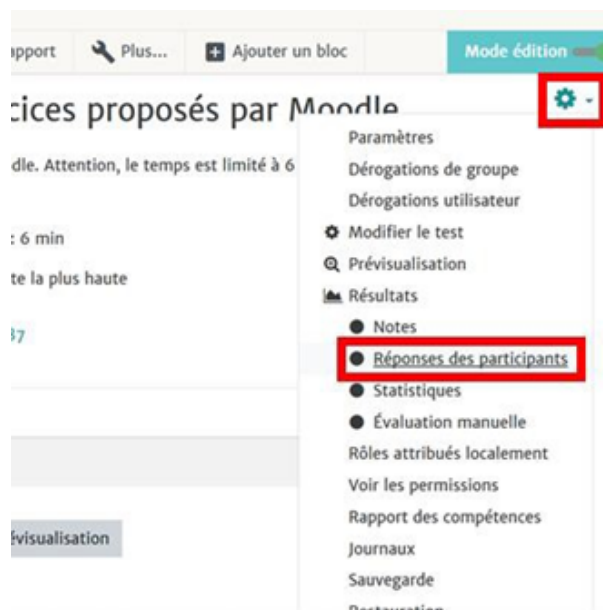 apport Plus... Ajouter un bloc Mode édition
cices proposés par Moodle
Paramètres
dle. Attention, le temps est limité à 6
Dérogations de groupe
Dérogations utilisateur
: 6 min
Modifier le test
Prévisualisation
te la plus haute
Résultats
Notes
37
Réponses des participants
Statistiques
Évaluation manuelle
Rôles attribués localement
Voir les permissions
Rapport des compétences
évisualisation
Journaux
Sauvegarde
Restauration